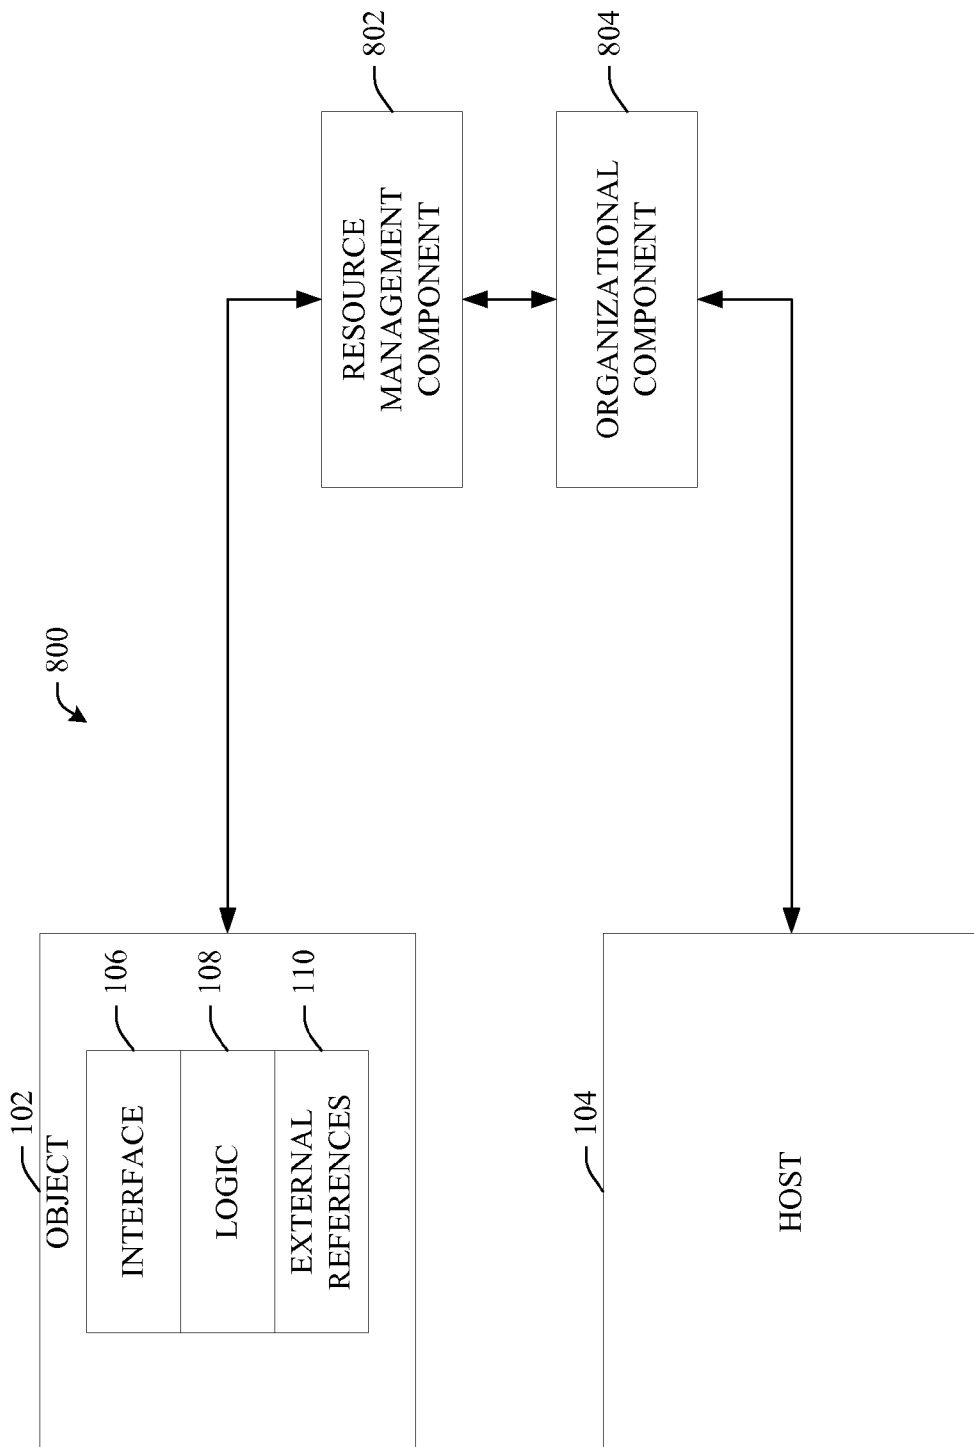 800
102
OBJECT
INTERFACE
106
LOGIC
108
EXTERNAL
REFERENCES
110
RESOURCE
MANAGEMENT
COMPONENT
802
ORGANIZATIONAL
COMPONENT
804
104
HOST